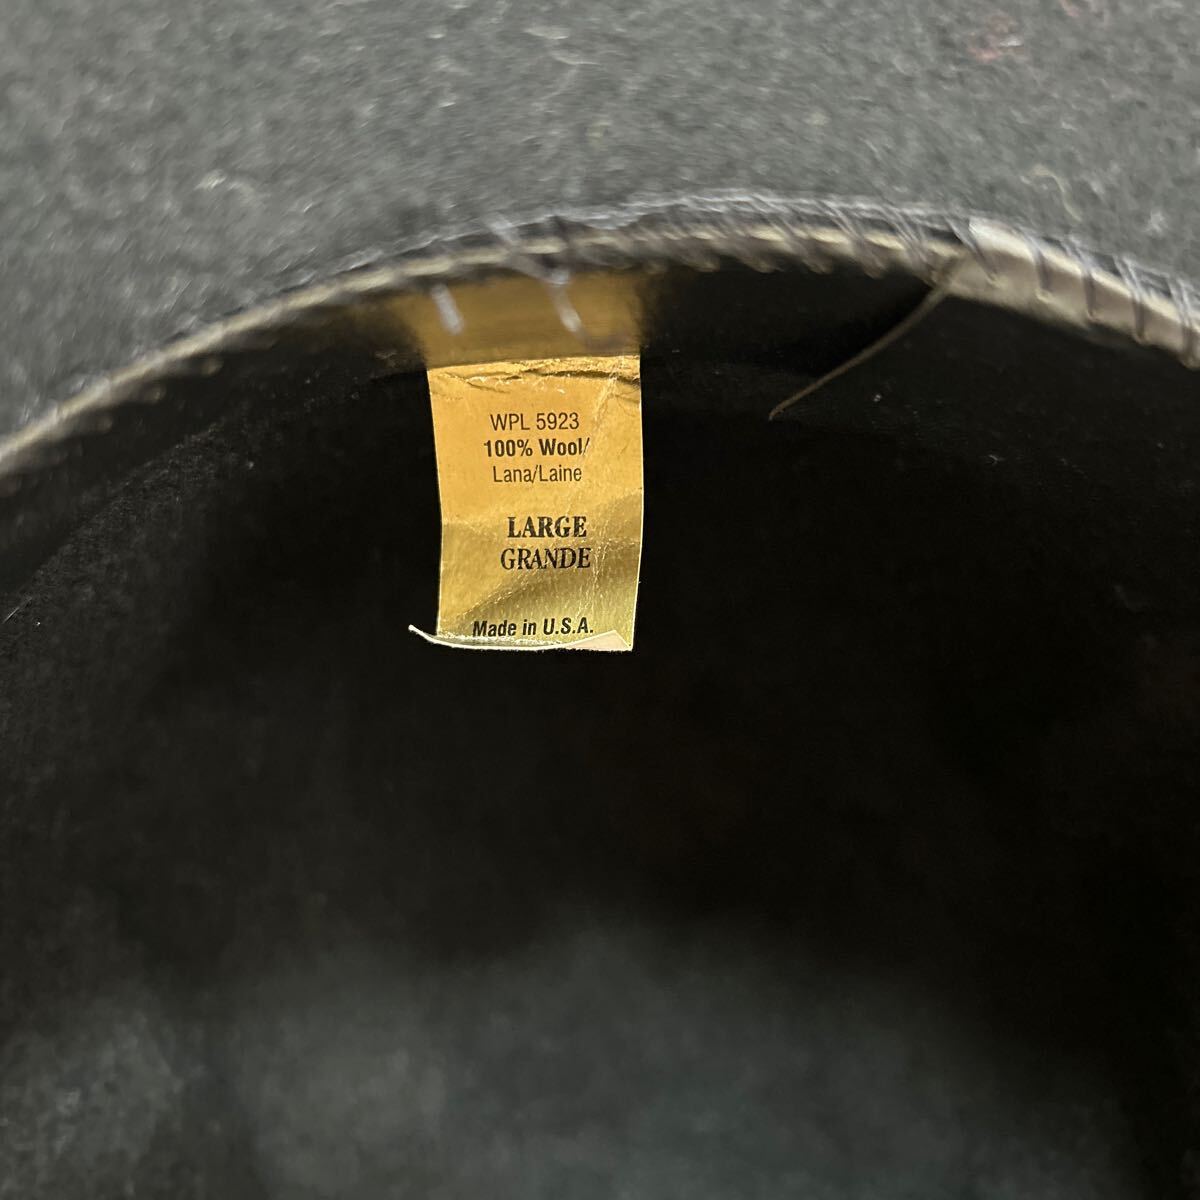 WPL 5923
100% Wool/
Lana/Laine
LARGE
GRANDE
Made in U.S.A.